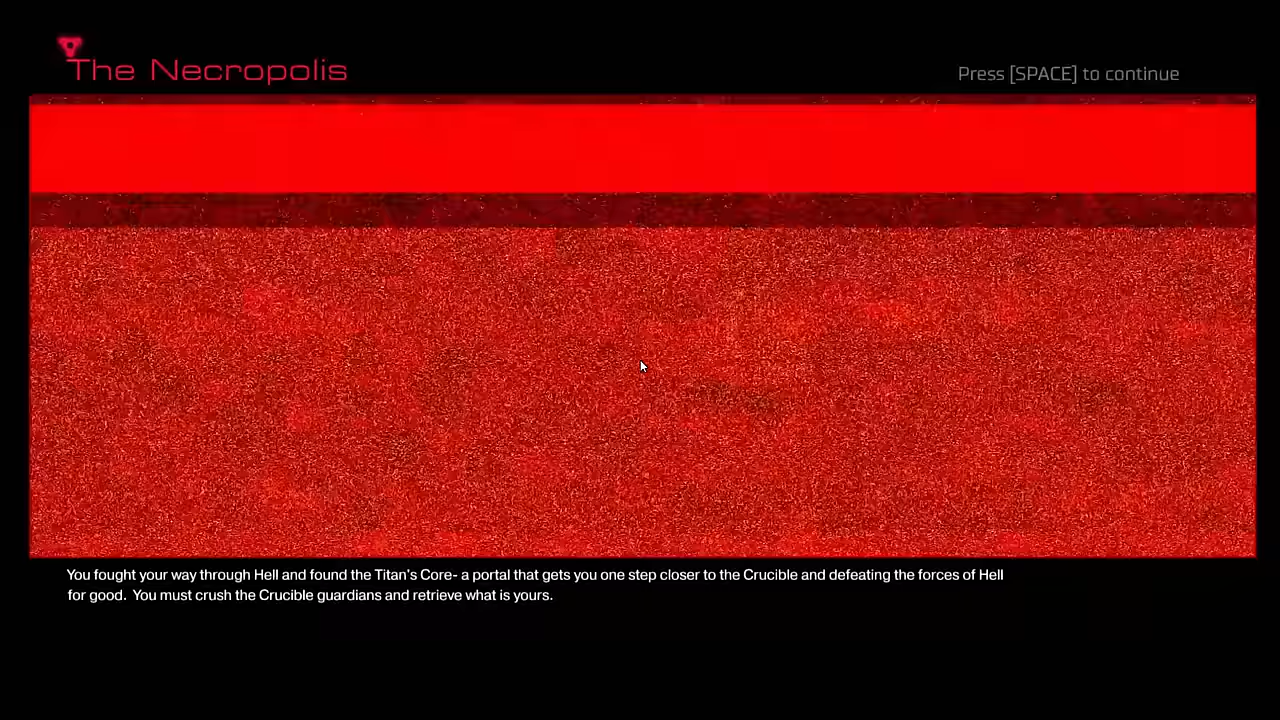 The Necropolis
Press [SPACE] to continue
You fought your way through Hell and found the Titan's Core- a portal that gets you one step closer to the Crucible and defeating the forces of Hell
for good.  You must crush the Crucible guardians and retrieve what is yours.